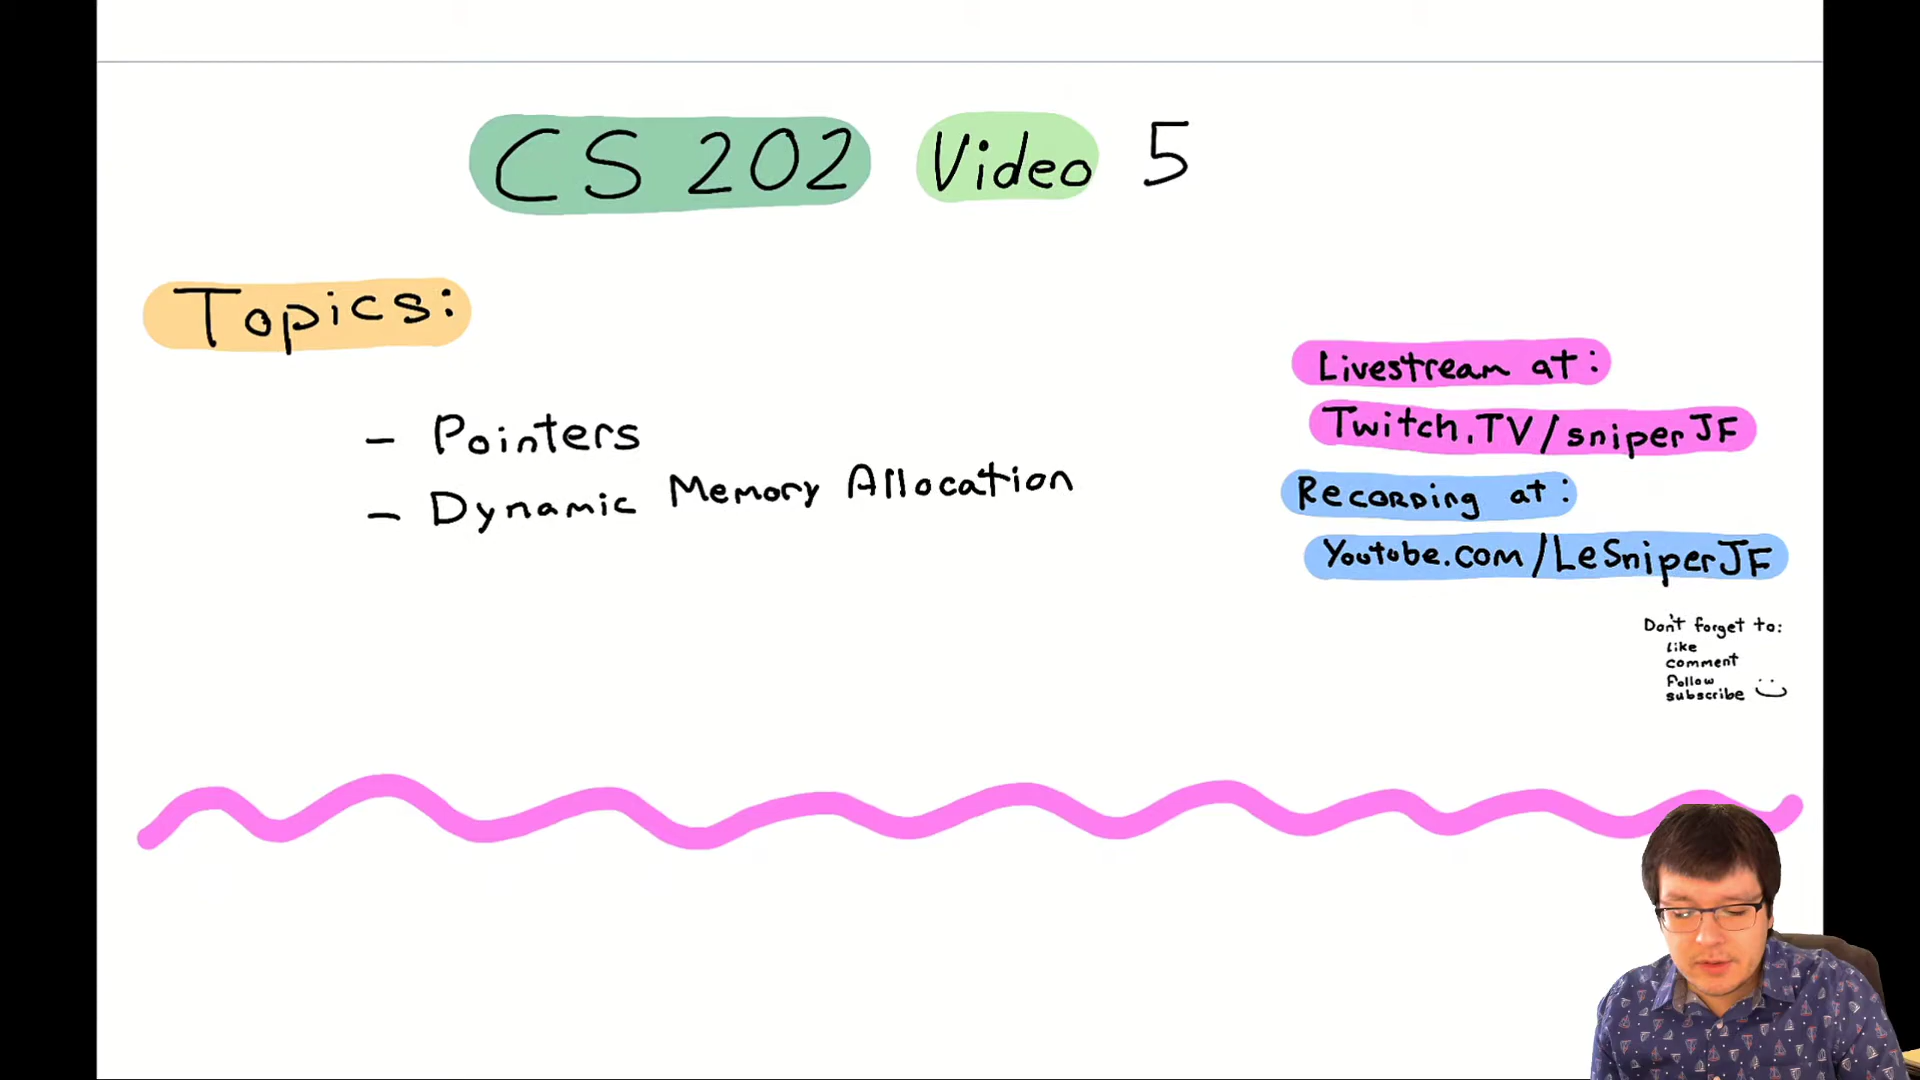 CS 202 Video 5
Topics:
- Pointers
- Dynamic Memory Allocation
Livestream at:
Twitch.TV/sniperJF
Recording at:
Youtube.com/LeSniperJF
Don't forget to:
like
comment
follow
subscribe